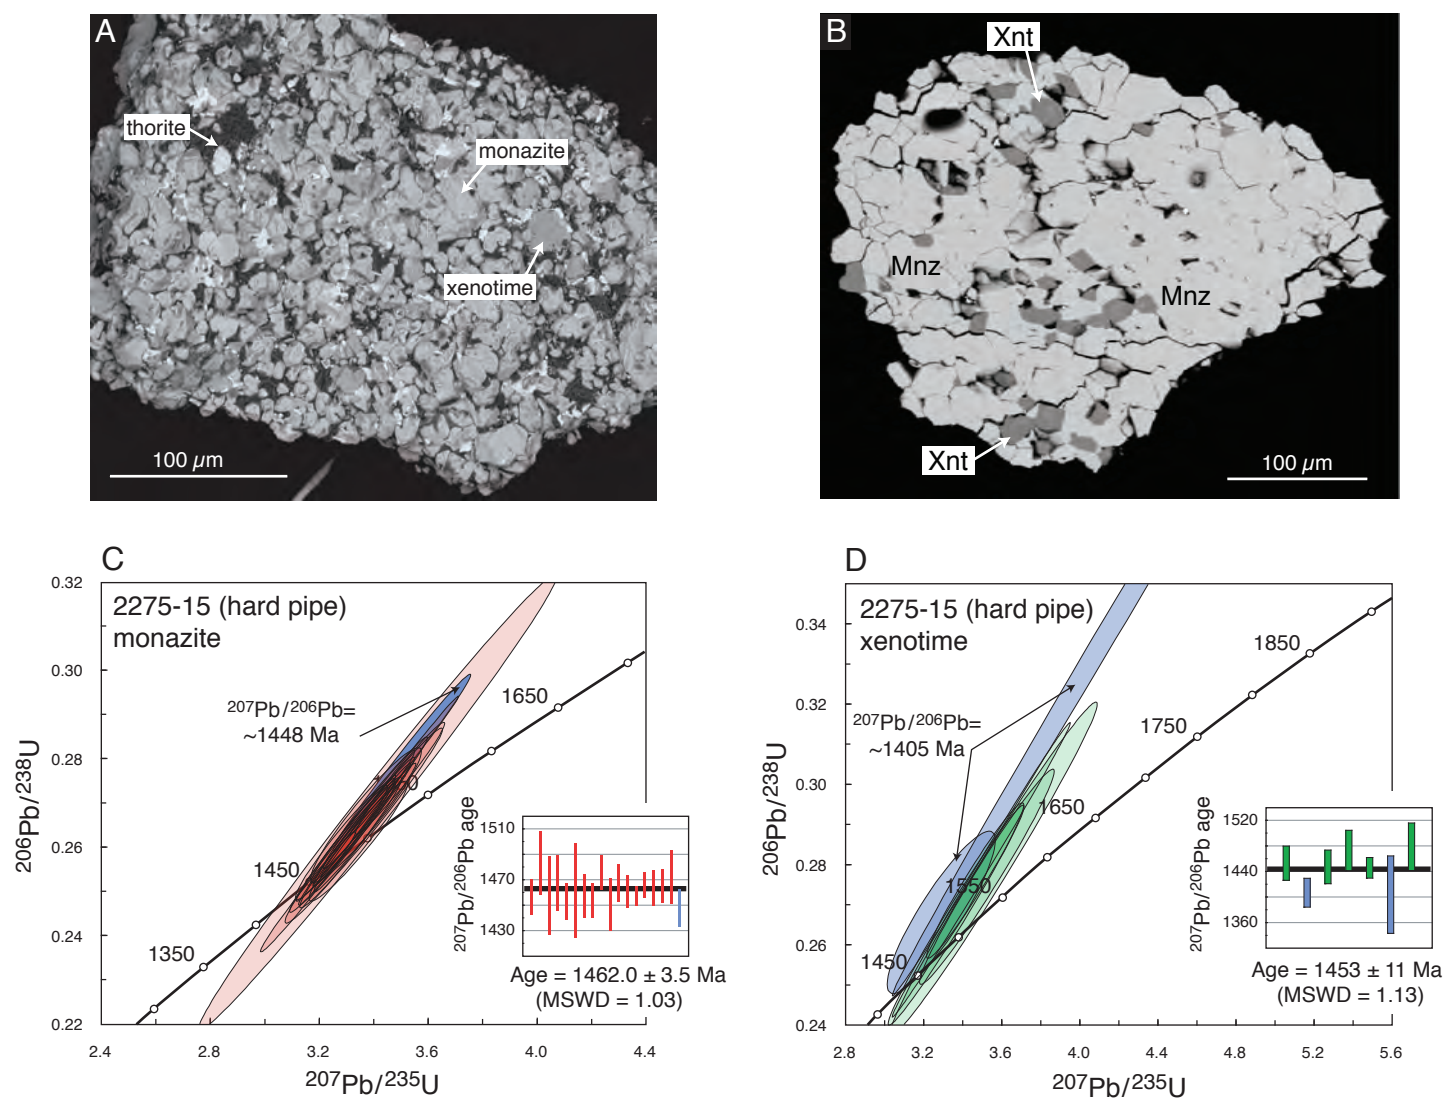 A
thorite
monazite
xenotime
100 µm
B
Xnt
Mnz
Mnz
Xnt
100 µm
C
2275-15 (hard pipe)
monazite
207Pb/206Pb=
~1448 Ma
1650
1450
1350
0.32
0.30
0.28
0.26
0.24
0.22
206Pb/238U
2.4 2.8 3.2 3.6 4.0 4.4
207Pb/235U
207Pb/206Pb age
1510
1470
1430
Age = 1462.0 ± 3.5 Ma
(MSWD = 1.03)
D
2275-15 (hard pipe)
xenotime
207Pb/206Pb=
~1405 Ma
1850
1750
1650
1550
1450
0.34
0.32
0.30
0.28
0.26
0.24
206Pb/238U
2.8 3.2 3.6 4.0 4.4 4.8 5.2 5.6
207Pb/235U
207Pb/206Pb age
1520
1440
1360
Age = 1453 ± 11 Ma
(MSWD = 1.13)